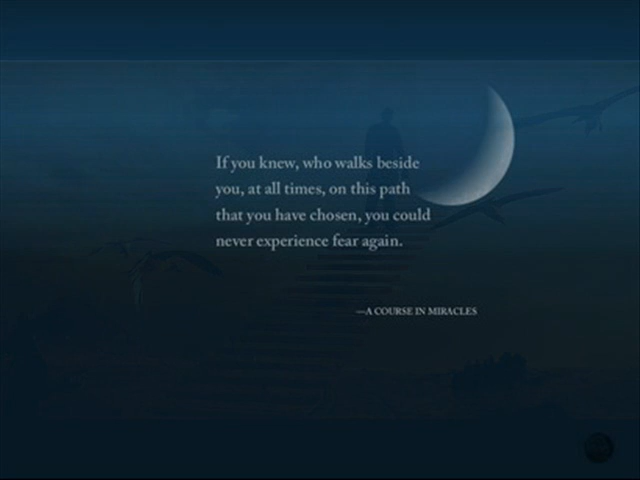 If you knew, who walks beside
you, at all times, on this path
that you have chosen, you could
never experience fear again.
—A COURSE IN MIRACLES